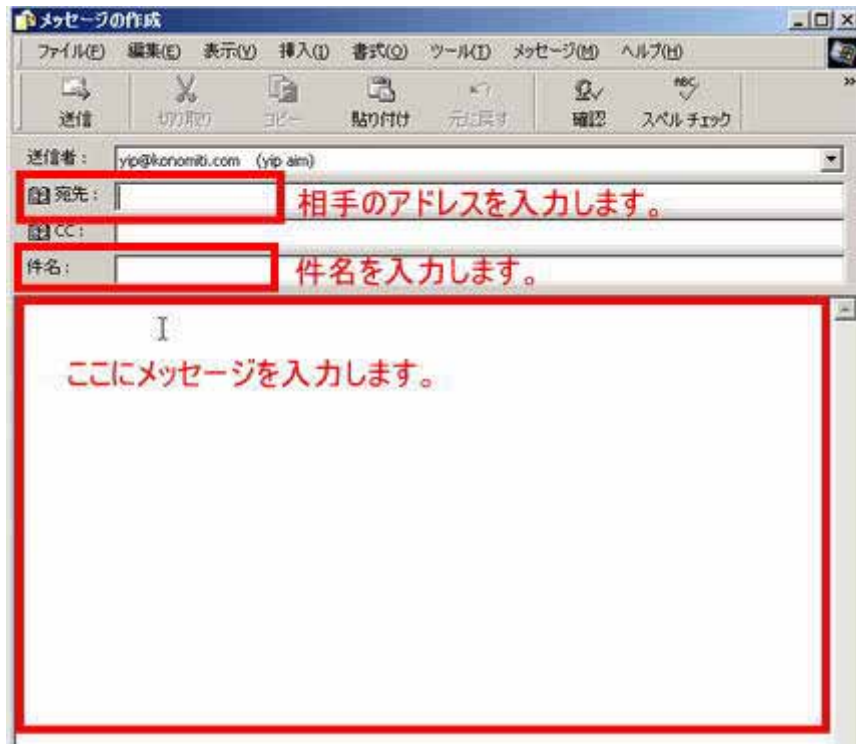 メッセージの作成
ファイル(F) 編集(E) 表示(V) 挿入(I) 書式(O) ツール(T) メッセージ(M) ヘルプ(H)
送信 切り取り コピー 貼り付け 元に戻す 確認 スペル チェック
送信者: yip@konomiti.com (yip aim)
宛先: 相手のアドレスを入力します。
CC:
件名: 件名を入力します。
ここにメッセージを入力します。